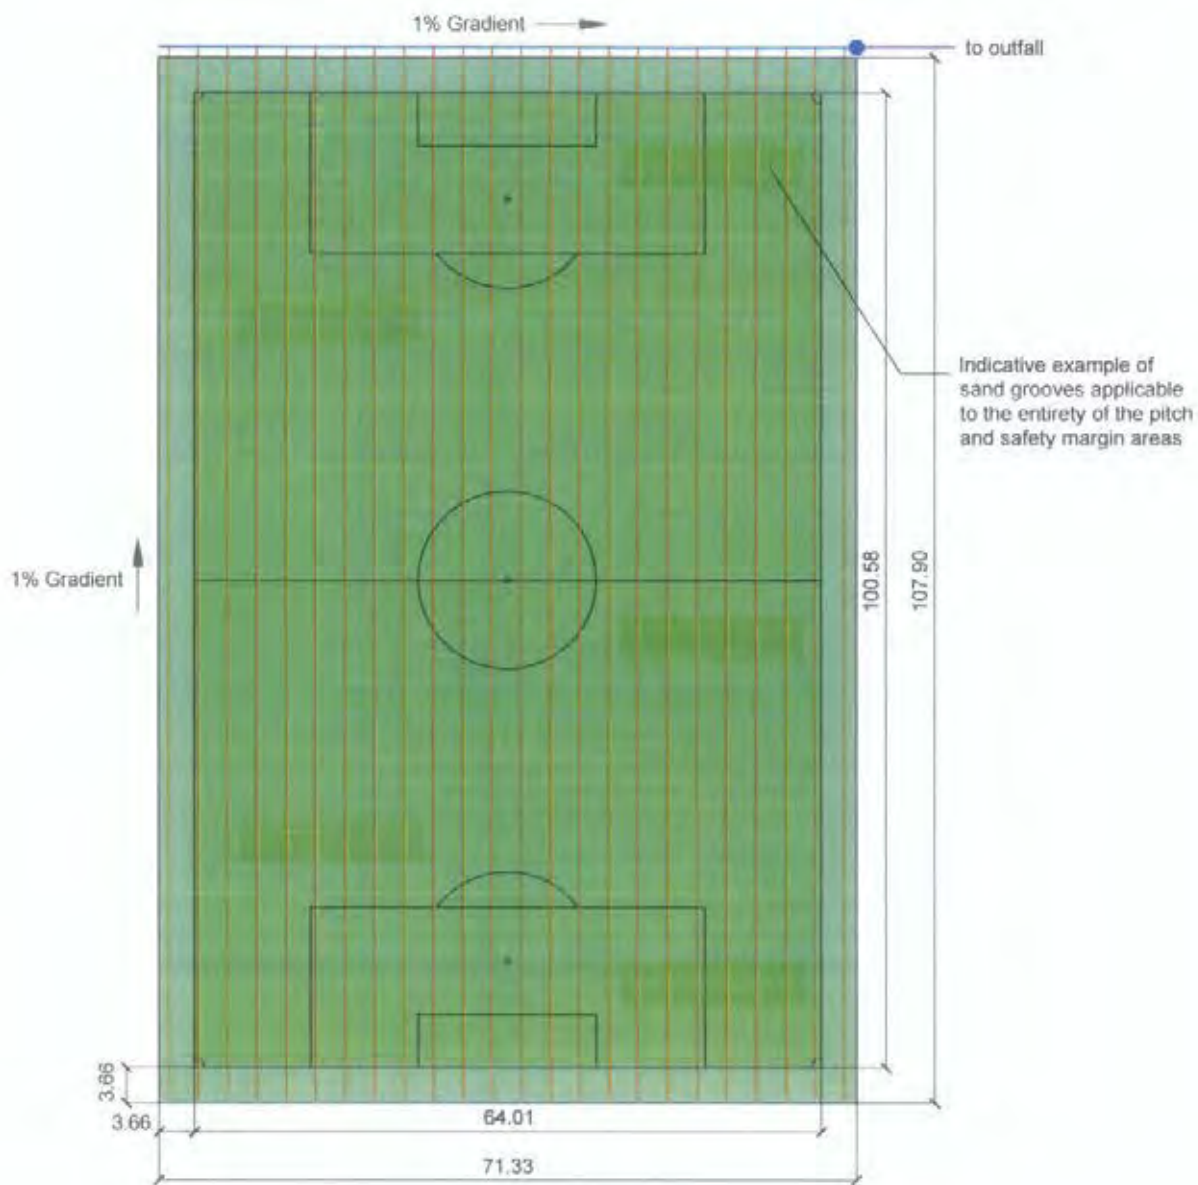 1% Gradient
to outfall
Indicative example of
sand grooves applicable
to the entirety of the pitch
and safety margin areas
1% Gradient
100.58
107.90
3.66
3.66
64.01
71.33